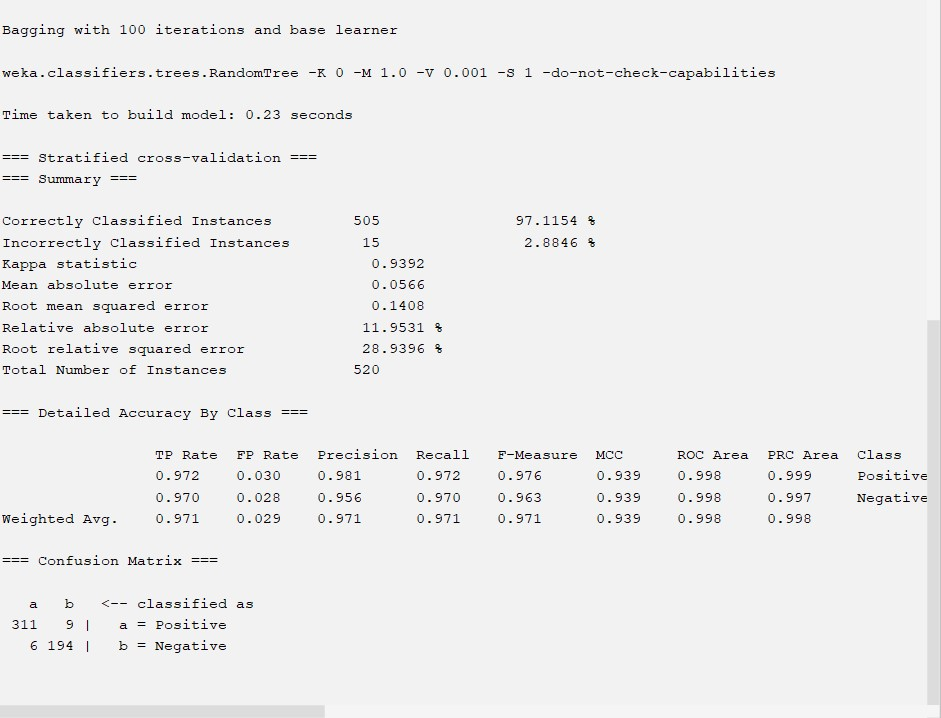 Bagging with 100 iterations and base learner
weka.classifiers.trees.RandomTree -K 0 -M 1.0 -V 0.001 -S 1 -do-not-check-capabilities
Time taken to build model: 0.23 seconds
=== Stratified cross-validation ===
=== Summary ===
Correctly Classified Instances 505 97.1154 %
Incorrectly Classified Instances 15 2.8846 %
Kappa statistic 0.9392
Mean absolute error 0.0566
Root mean squared error 0.1408
Relative absolute error 11.9531 %
Root relative squared error 28.9396 %
Total Number of Instances 520
=== Detailed Accuracy By Class ===
TP Rate FP Rate Precision Recall F-Measure MCC ROC Area PRC Area Class
0.972 0.030 0.981 0.972 0.976 0.939 0.998 0.999 Positive
0.970 0.028 0.956 0.970 0.963 0.939 0.998 0.997 Negative
Weighted Avg. 0.971 0.029 0.971 0.971 0.971 0.939 0.998 0.998
=== Confusion Matrix ===
a b <-- classified as
311 9 | a = Positive
6 194 | b = Negative